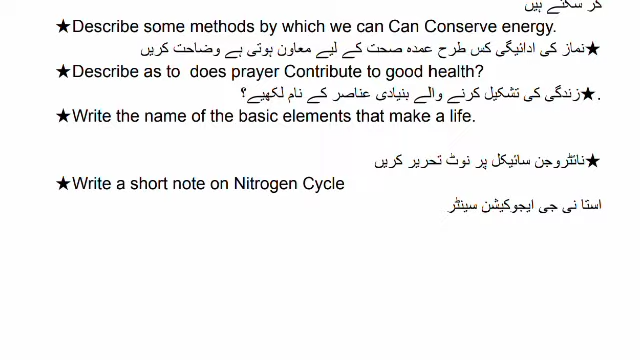 کر سکتے ہیں
★Describe some methods by which we can Can Conserve energy.
★نماز کی ادائیگی کس طرح عمدہ صحت کے لیے معاون ہوتی ہے وضاحت کریں
★Describe as to  does prayer Contribute to good health?
.★زندگی کی تشکیل کرنے والے بنیادی عناصر کے نام لکھیے؟
★Write the name of the basic elements that make a life.
★نائٹروجن سائیکل پر نوٹ تحریر کریں
★Write a short note on Nitrogen Cycle
استا نی جی ایجوکیشن سینٹر